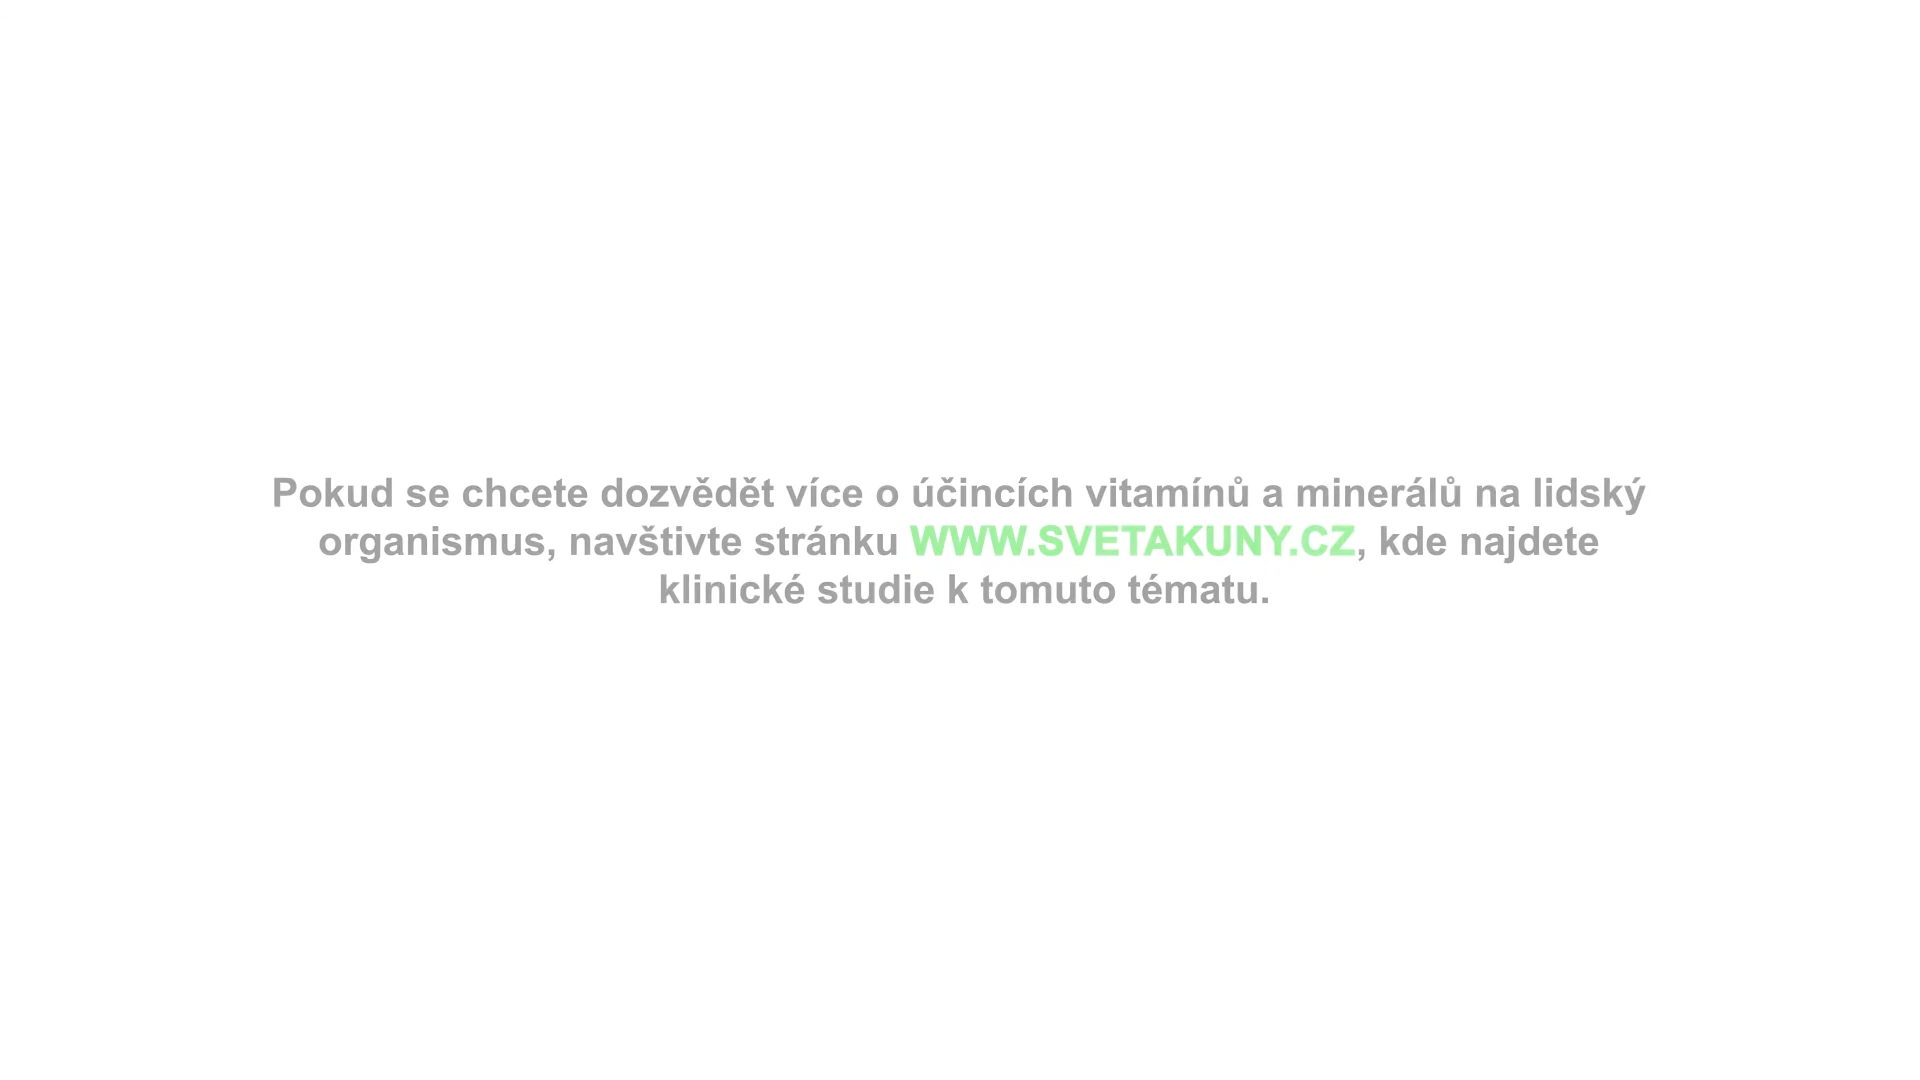 Pokud se chcete dozvědět více o účincích vitamínů a minerálů na lidský
organismus, navštivte stránku WWW.SVETAKUNY.CZ, kde najdete
klinické studie k tomuto tématu.